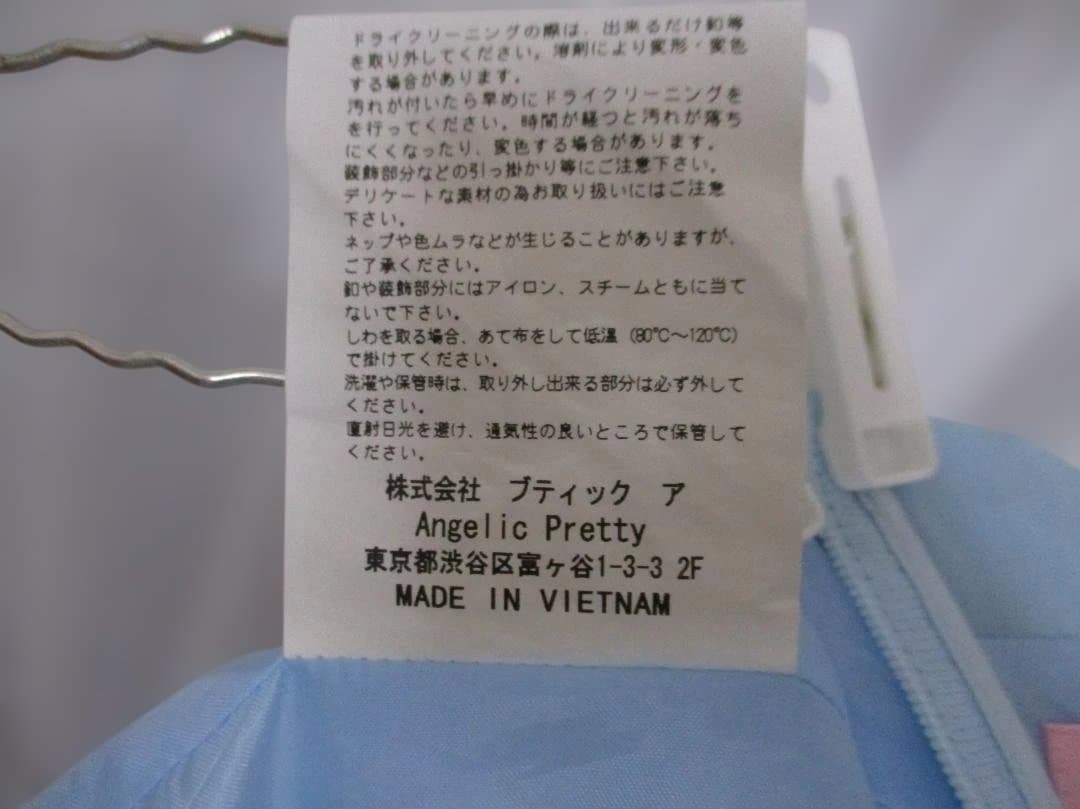 ドライクリーニングの際は、出来るだけ釦等
を取り外してください。溶剤により変形・変色
する場合があります。
汚れが付いたら早めにドライクリーニングを
を行ってください。時間が経つと汚れが落ち
にくくなったり、変色する場合があります。
装飾部分などの引っ掛かり等にご注意下さい。
デリケートな素材の為お取り扱いにはご注意
下さい。
ネップや色ムラなどが生じることがありますが、
ご了承ください。
釦や装飾部分にはアイロン、スチームともに当て
ないで下さい。
しわを取る場合、あて布をして低温（80℃～120℃）
で掛けてください。
洗濯や保管時は、取り外し出来る部分は必ず外して
ください。
直射日光を避け、通気性の良いところで保管して
ください。
株式会社　ブティック　ア
Angelic Pretty
東京都渋谷区富ヶ谷1-3-3 2F
MADE IN VIETNAM